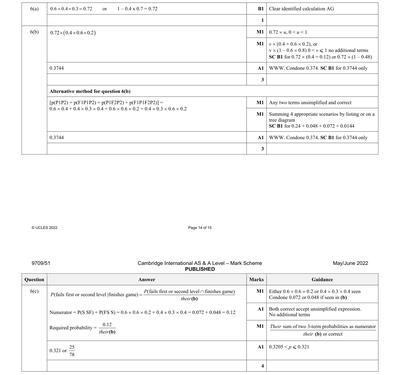 6(a) 0.6 + 0.4 × 0.3 = 0.72 or 1 – 0.4 x 0.7 = 0.72 B1 Clear identified calculation AG
1
6(b) 0.72 × (0.4 + 0.6 × 0.2) M1 0.72 × u, 0 < u < 1
M1 v × (0.4 + 0.6 × 0.2), or
v × (1 – 0.6 × 0.8) 0 < v ⩽ 1 no additional terms
SC B1 for 0.72 × (0.4 + 0.12) or 0.72 × (1 – 0.48)
0.3744 A1 WWW. Condone 0.374. SC B1 for 0.3744 only
3
Alternative method for question 6(b)
[p(P1P2) + p(F1P1P2) + p(P1F2P2) + p(F1P1F2P2)] =
0.6 × 0.4 + 0.4 × 0.3 × 0.4 + 0.6 × 0.6 × 0.2 + 0.4 × 0.3 × 0.6 × 0.2
M1 Any two terms unsimplified and correct
M1 Summing 4 appropriate scenarios by listing or on a
tree diagram
SC B1 for 0.24 + 0.048 + 0.072 + 0.0144
0.3744 A1 WWW. Condone 0.374. SC B1 for 0.3744 only
3
© UCLES 2022 Page 14 of 15
9709/51 Cambridge International AS & A Level – Mark Scheme May/June 2022
PUBLISHED
Question Answer Marks Guidance
6(c) P(fails first or second level|finishes game) = P(fails first or second level ∩ finishes game) / their(b)
M1 Either 0.6 × 0.6 × 0.2 or 0.4 × 0.3 × 0.4 seen
Condone 0.072 or 0.048 if seen in (b)
Numerator = P(S SF) + P(FS S) = 0.6 × 0.6 × 0.2 + 0.4 × 0.3 × 0.4 = 0.072 + 0.048 = 0.12
A1 Both correct accept unsimplified expression.
No additional terms
Required probability = 0.12 / their(b)
M1 Their sum of two 3-term probabilities as numerator / their (b) or correct
0.321 or 25/78 A1 0.3205 < p ⩽ 0.321
4